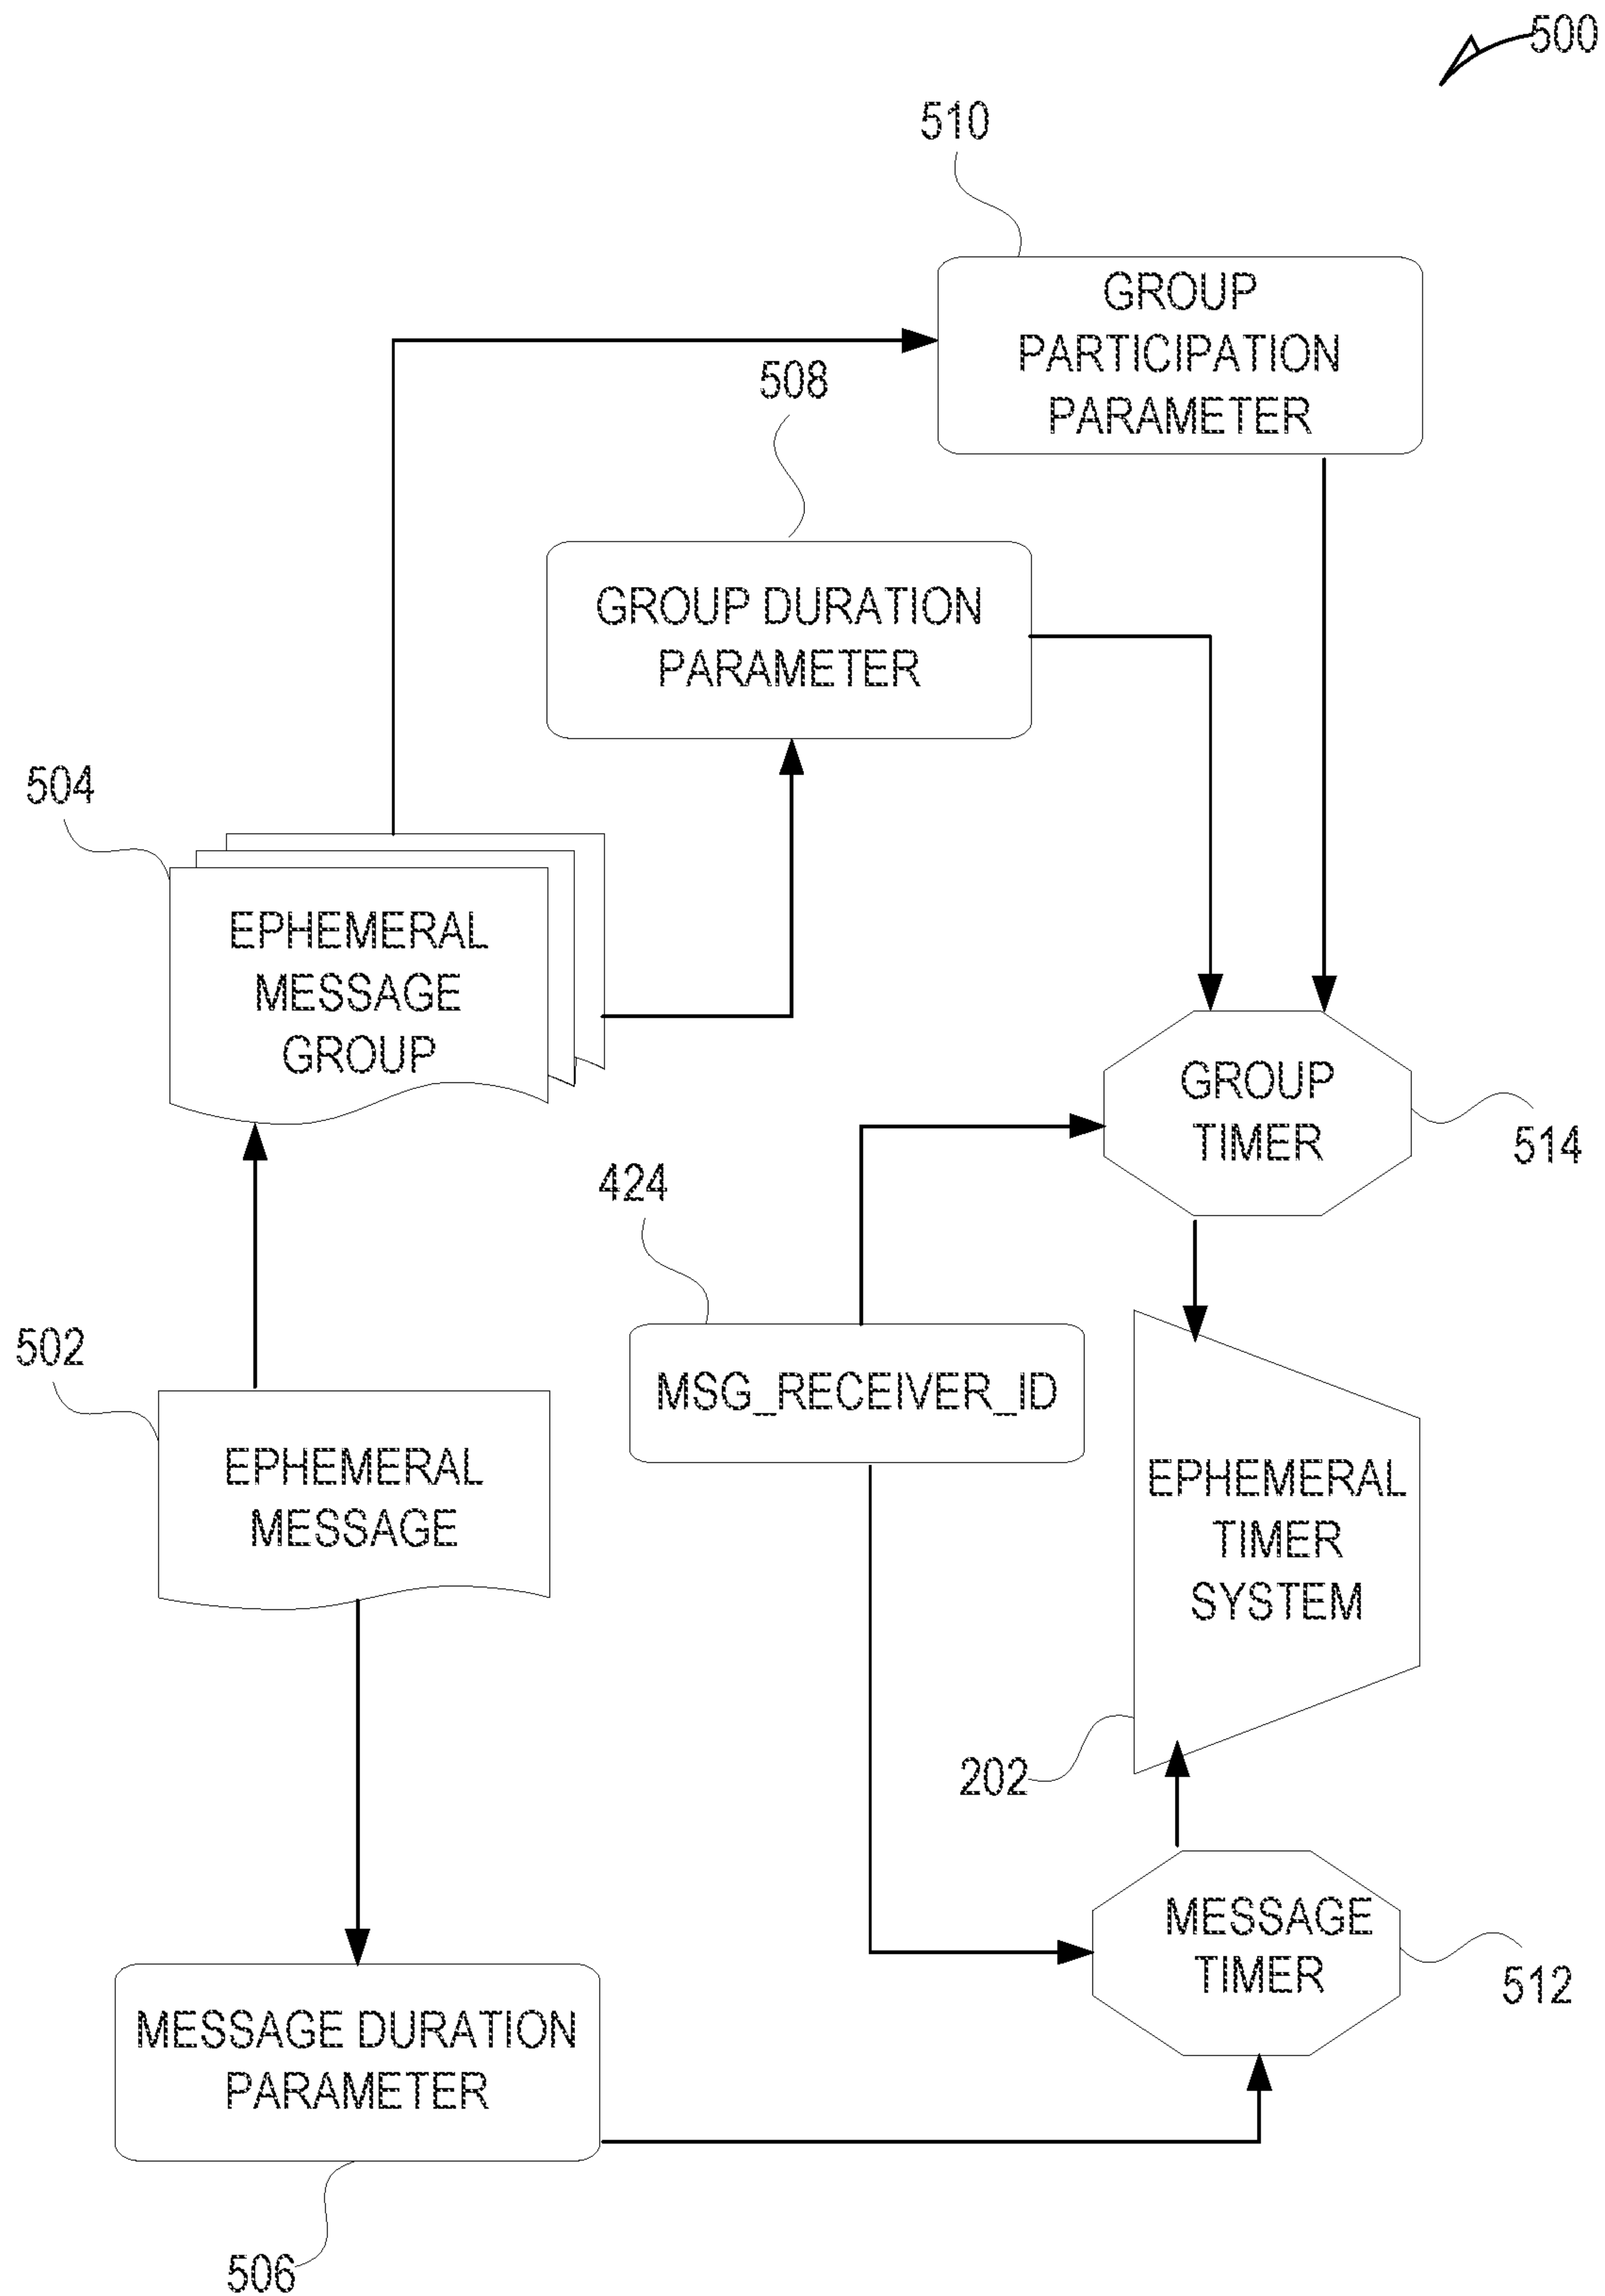 500
510
GROUP
PARTICIPATION
PARAMETER
508
GROUP DURATION
PARAMETER
504
EPHEMERAL
MESSAGE
GROUP
GROUP
TIMER
514
424
MSG_RECEIVER_ID
502
EPHEMERAL
MESSAGE
EPHEMERAL
TIMER
SYSTEM
202
MESSAGE
TIMER
512
MESSAGE DURATION
PARAMETER
506